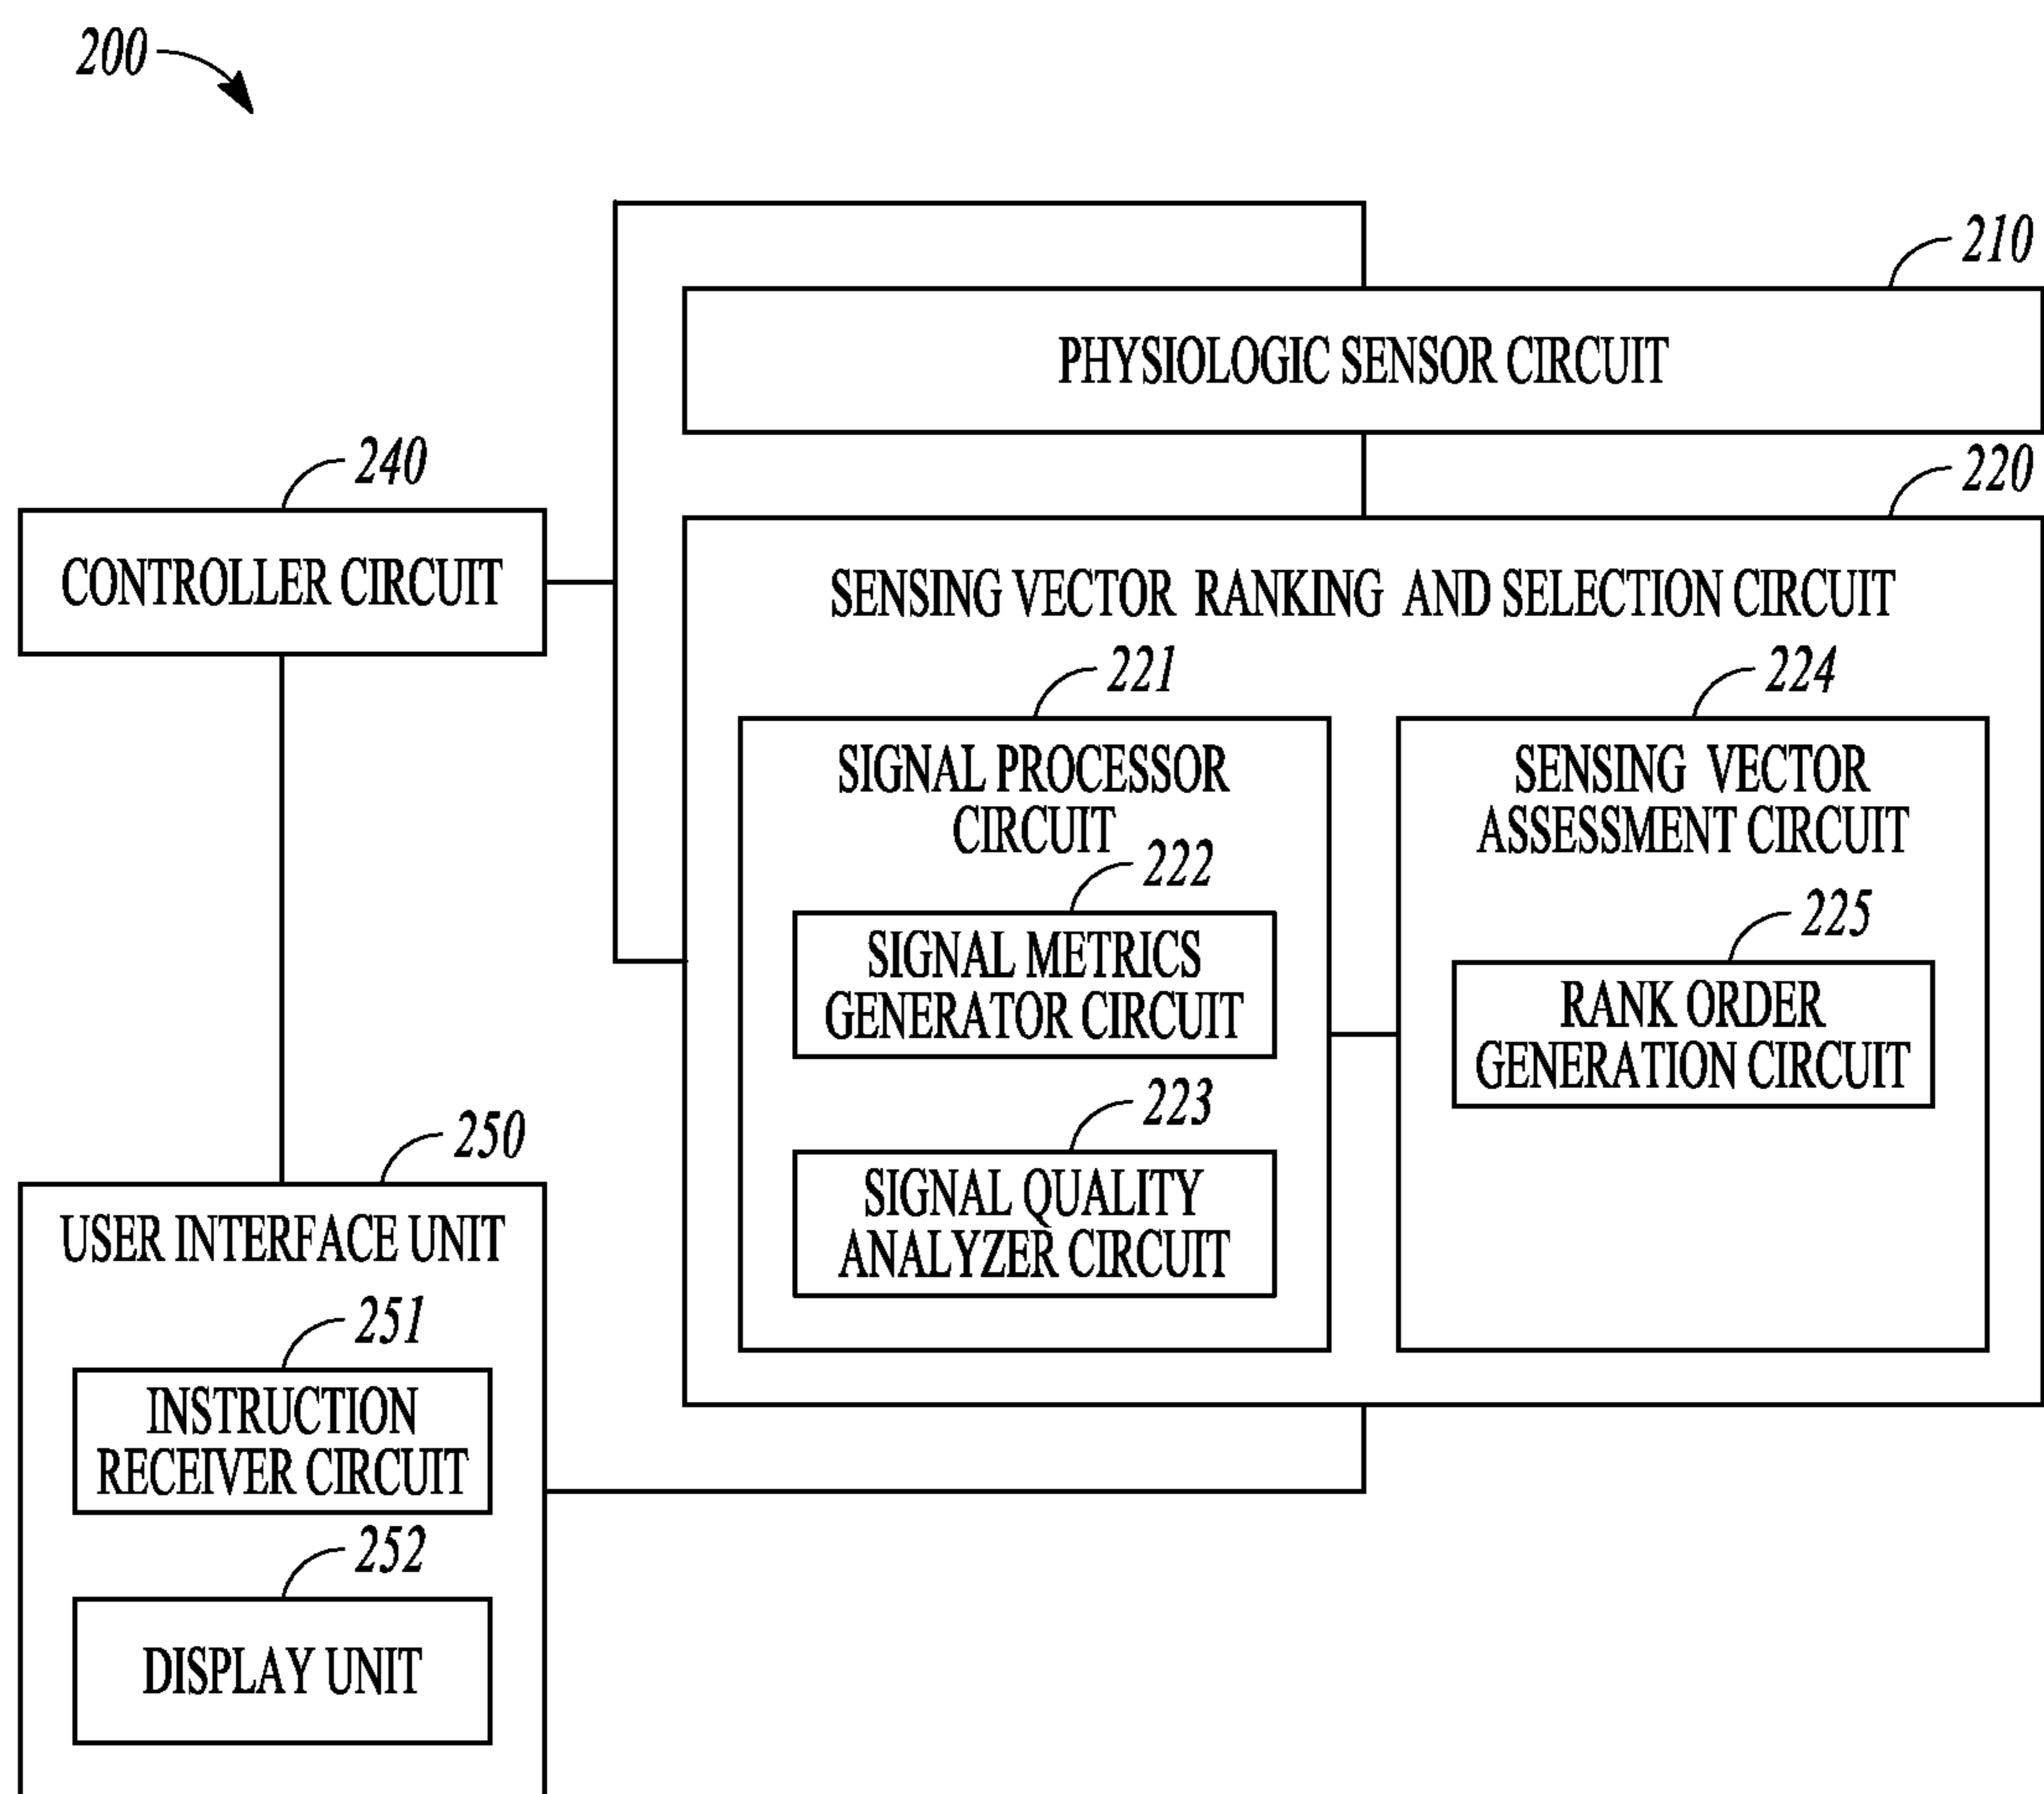 200
210
PHYSIOLOGIC SENSOR CIRCUIT
240
CONTROLLER CIRCUIT
220
SENSING VECTOR RANKING AND SELECTION CIRCUIT
221
SIGNAL PROCESSOR
CIRCUIT
222
SIGNAL METRICS
GENERATOR CIRCUIT
223
SIGNAL QUALITY
ANALYZER CIRCUIT
224
SENSING VECTOR
ASSESSMENT CIRCUIT
225
RANK ORDER
GENERATION CIRCUIT
250
USER INTERFACE UNIT
251
INSTRUCTION
RECEIVER CIRCUIT
252
DISPLAY UNIT